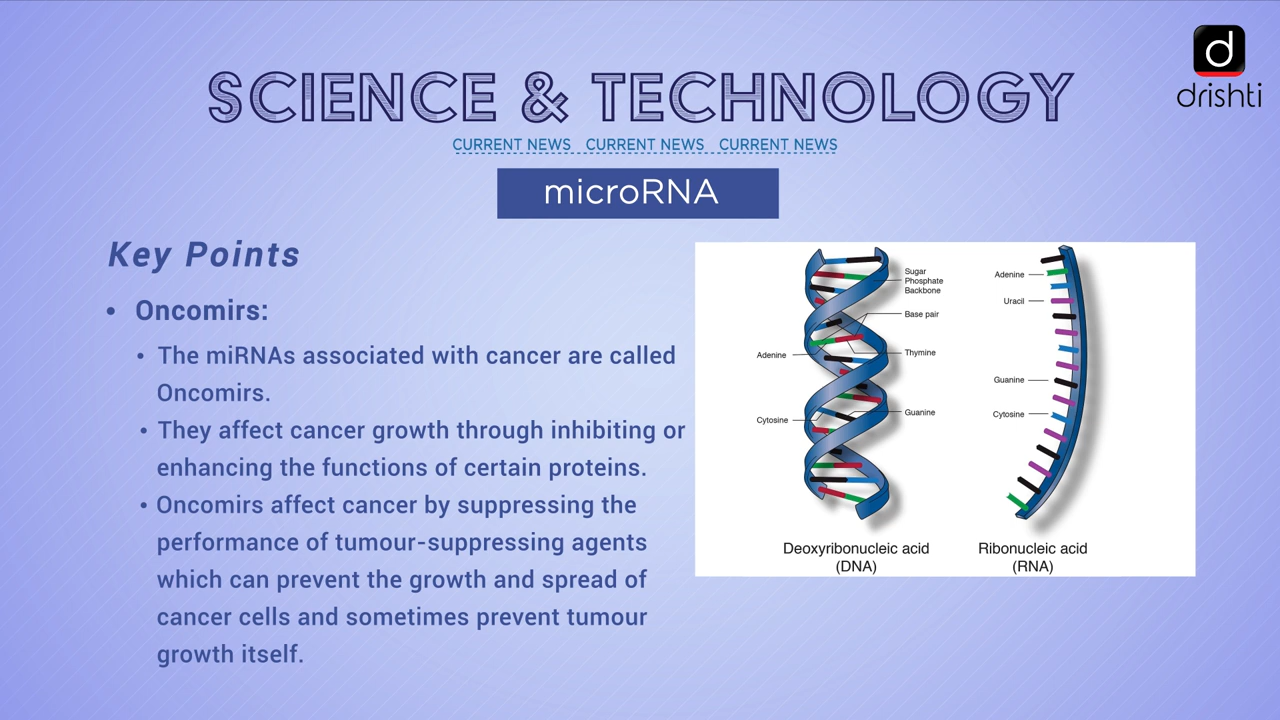 d
drishti
SCIENCE & TECHNOLOGY
CURRENT NEWS CURRENT NEWS CURRENT NEWS
microRNA
Key Points
• Oncomirs:
• The miRNAs associated with cancer are called
Oncomirs.
• They affect cancer growth through inhibiting or
enhancing the functions of certain proteins.
• Oncomirs affect cancer by suppressing the
performance of tumour-suppressing agents
which can prevent the growth and spread of
cancer cells and sometimes prevent tumour
growth itself.
Sugar
Phosphate
Backbone
Base pair
Adenine
Thymine
Cytosine
Guanine
Deoxyribonucleic acid
(DNA)
Adenine
Uracil
Guanine
Cytosine
Ribonucleic acid
(RNA)